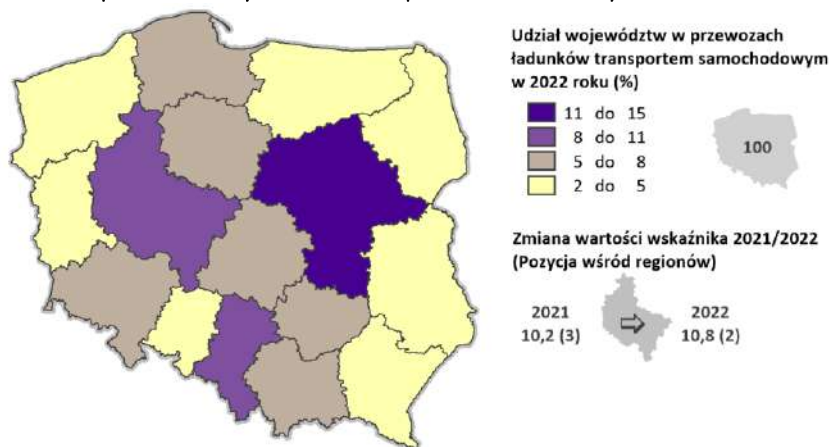 Udział województw w przewozach
ładunków transportem samochodowym
w 2022 roku (%)
11 do 15
8 do 11
5 do 8
2 do 5
100
Zmiana wartości wskaźnika 2021/2022
(Pozycja wśród regionów)
2021
10,2 (3)
2022
10,8 (2)